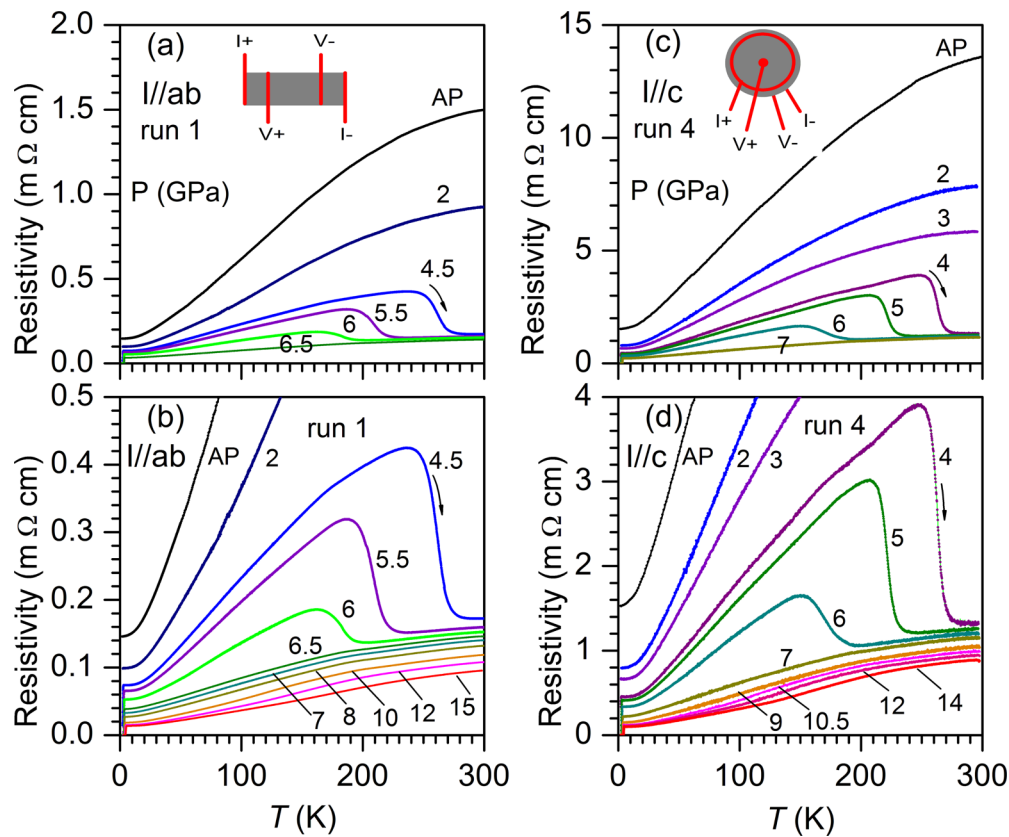 (a)
I+
V-
I//ab
run 1
V+
I-
AP
P (GPa)
2
4.5
5.5
6
6.5
Resistivity (m Ω cm)
0.0
0.5
1.0
1.5
2.0
(c)
I//c
run 4
I+
V+
V-
I-
AP
P (GPa)
2
3
4
5
6
7
Resistivity (m Ω cm)
0
5
10
15
(b)
run 1
I//ab
AP
2
4.5
5.5
6
6.5
7
8
10
12
15
Resistivity (m Ω cm)
0.0
0.1
0.2
0.3
0.4
0.5
0
100
200
300
T (K)
(d)
run 4
I//c
AP
2
3
4
5
6
7
9
10.5
12
14
Resistivity (m Ω cm)
0
1
2
3
4
0
100
200
300
T (K)